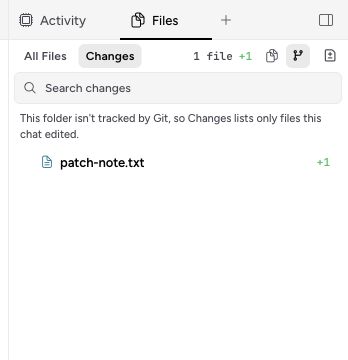 Activity
Files
All Files
Changes
1 file +1
Search changes
This folder isn't tracked by Git, so Changes lists only files this
chat edited.
patch-note.txt
+1